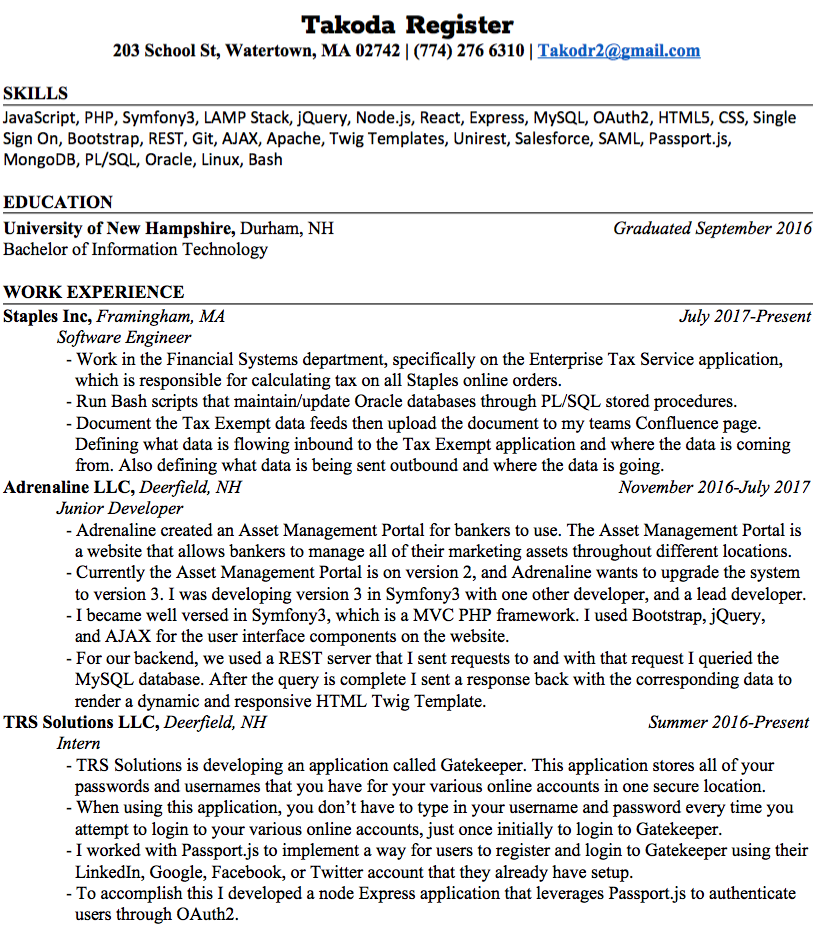 Takoda Register
203 School St, Watertown, MA 02742 | (774) 276 6310 | Takodr2@gmail.com
SKILLS
JavaScript, PHP, Symfony3, LAMP Stack, jQuery, Node.js, React, Express, MySQL, OAuth2, HTML5, CSS, Single
Sign On, Bootstrap, REST, Git, AJAX, Apache, Twig Templates, Unirest, Salesforce, SAML, Passport.js,
MongoDB, PL/SQL, Oracle, Linux, Bash
EDUCATION
University of New Hampshire, Durham, NH Graduated September 2016
Bachelor of Information Technology
WORK EXPERIENCE
Staples Inc, Framingham, MA July 2017-Present
Software Engineer
- Work in the Financial Systems department, specifically on the Enterprise Tax Service application,
which is responsible for calculating tax on all Staples online orders.
- Run Bash scripts that maintain/update Oracle databases through PL/SQL stored procedures.
- Document the Tax Exempt data feeds then upload the document to my teams Confluence page.
Defining what data is flowing inbound to the Tax Exempt application and where the data is coming
from. Also defining what data is being sent outbound and where the data is going.
Adrenaline LLC, Deerfield, NH November 2016-July 2017
Junior Developer
- Adrenaline created an Asset Management Portal for bankers to use. The Asset Management Portal is
a website that allows bankers to manage all of their marketing assets throughout different locations.
- Currently the Asset Management Portal is on version 2, and Adrenaline wants to upgrade the system
to version 3. I was developing version 3 in Symfony3 with one other developer, and a lead developer.
- I became well versed in Symfony3, which is a MVC PHP framework. I used Bootstrap, jQuery,
and AJAX for the user interface components on the website.
- For our backend, we used a REST server that I sent requests to and with that request I queried the
MySQL database. After the query is complete I sent a response back with the corresponding data to
render a dynamic and responsive HTML Twig Template.
TRS Solutions LLC, Deerfield, NH Summer 2016-Present
Intern
- TRS Solutions is developing an application called Gatekeeper. This application stores all of your
passwords and usernames that you have for your various online accounts in one secure location.
- When using this application, you don’t have to type in your username and password every time you
attempt to login to your various online accounts, just once initially to login to Gatekeeper.
- I worked with Passport.js to implement a way for users to register and login to Gatekeeper using their
LinkedIn, Google, Facebook, or Twitter account that they already have setup.
- To accomplish this I developed a node Express application that leverages Passport.js to authenticate
users through OAuth2.